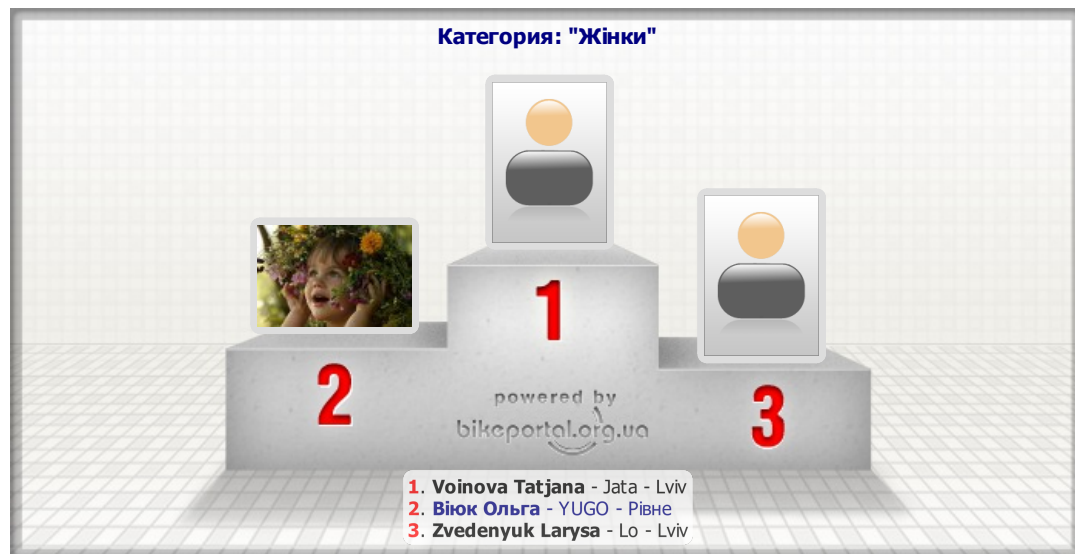 Категория: "Жінки"
1
2
3
powered by
bikeportal.org.ua
1. Voinova Tatjana - Jata - Lviv
2. Віюк Ольга - YUGO - Рівне
3. Zvedenyuk Larysa - Lo - Lviv